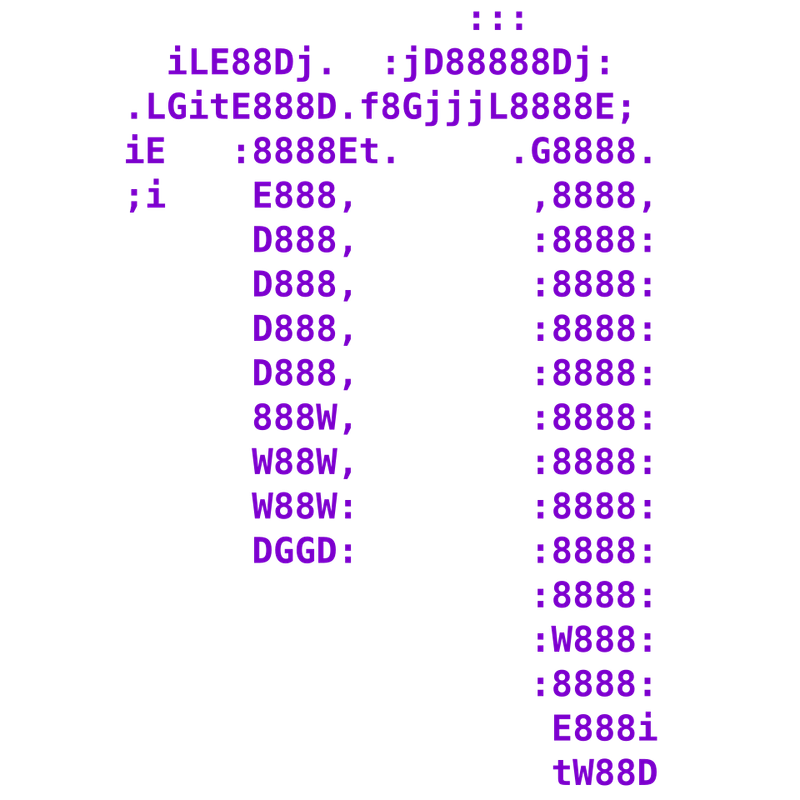 :::
  iLE88Dj.  :jD88888Dj:
.LGitE888D.f8GjjjL8888E;
iE   :8888Et.     .G8888.
;i    E888,        ,8888,
      D888,        :8888:
      D888,        :8888:
      D888,        :8888:
      D888,        :8888:
      888W,        :8888:
      W88W,        :8888:
      W88W:        :8888:
      DGGD:        :8888:
                   :8888:
                   :W888:
                   :8888:
                    E888i
                    tW88D